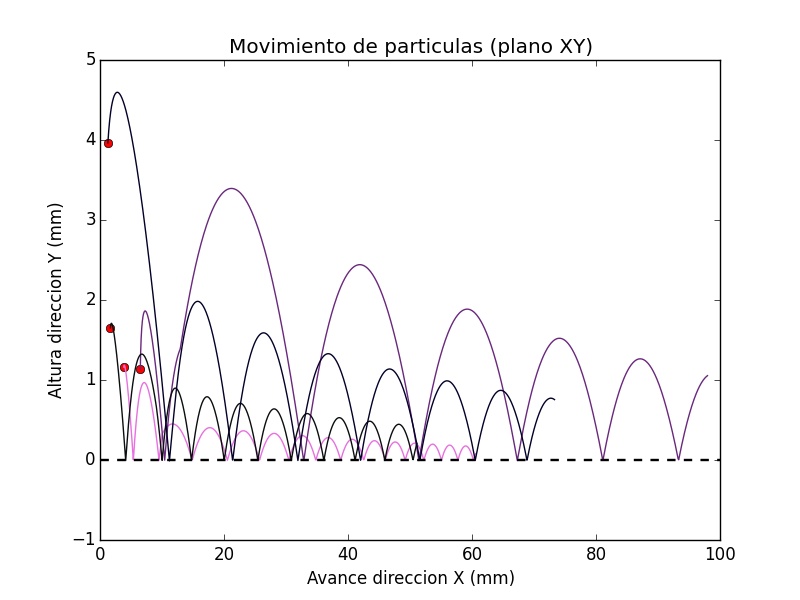 Movimiento de particulas (plano XY)
5
4
3
2
1
0
−1
Altura direccion Y (mm)
0 20 40 60 80 100
Avance direccion X (mm)